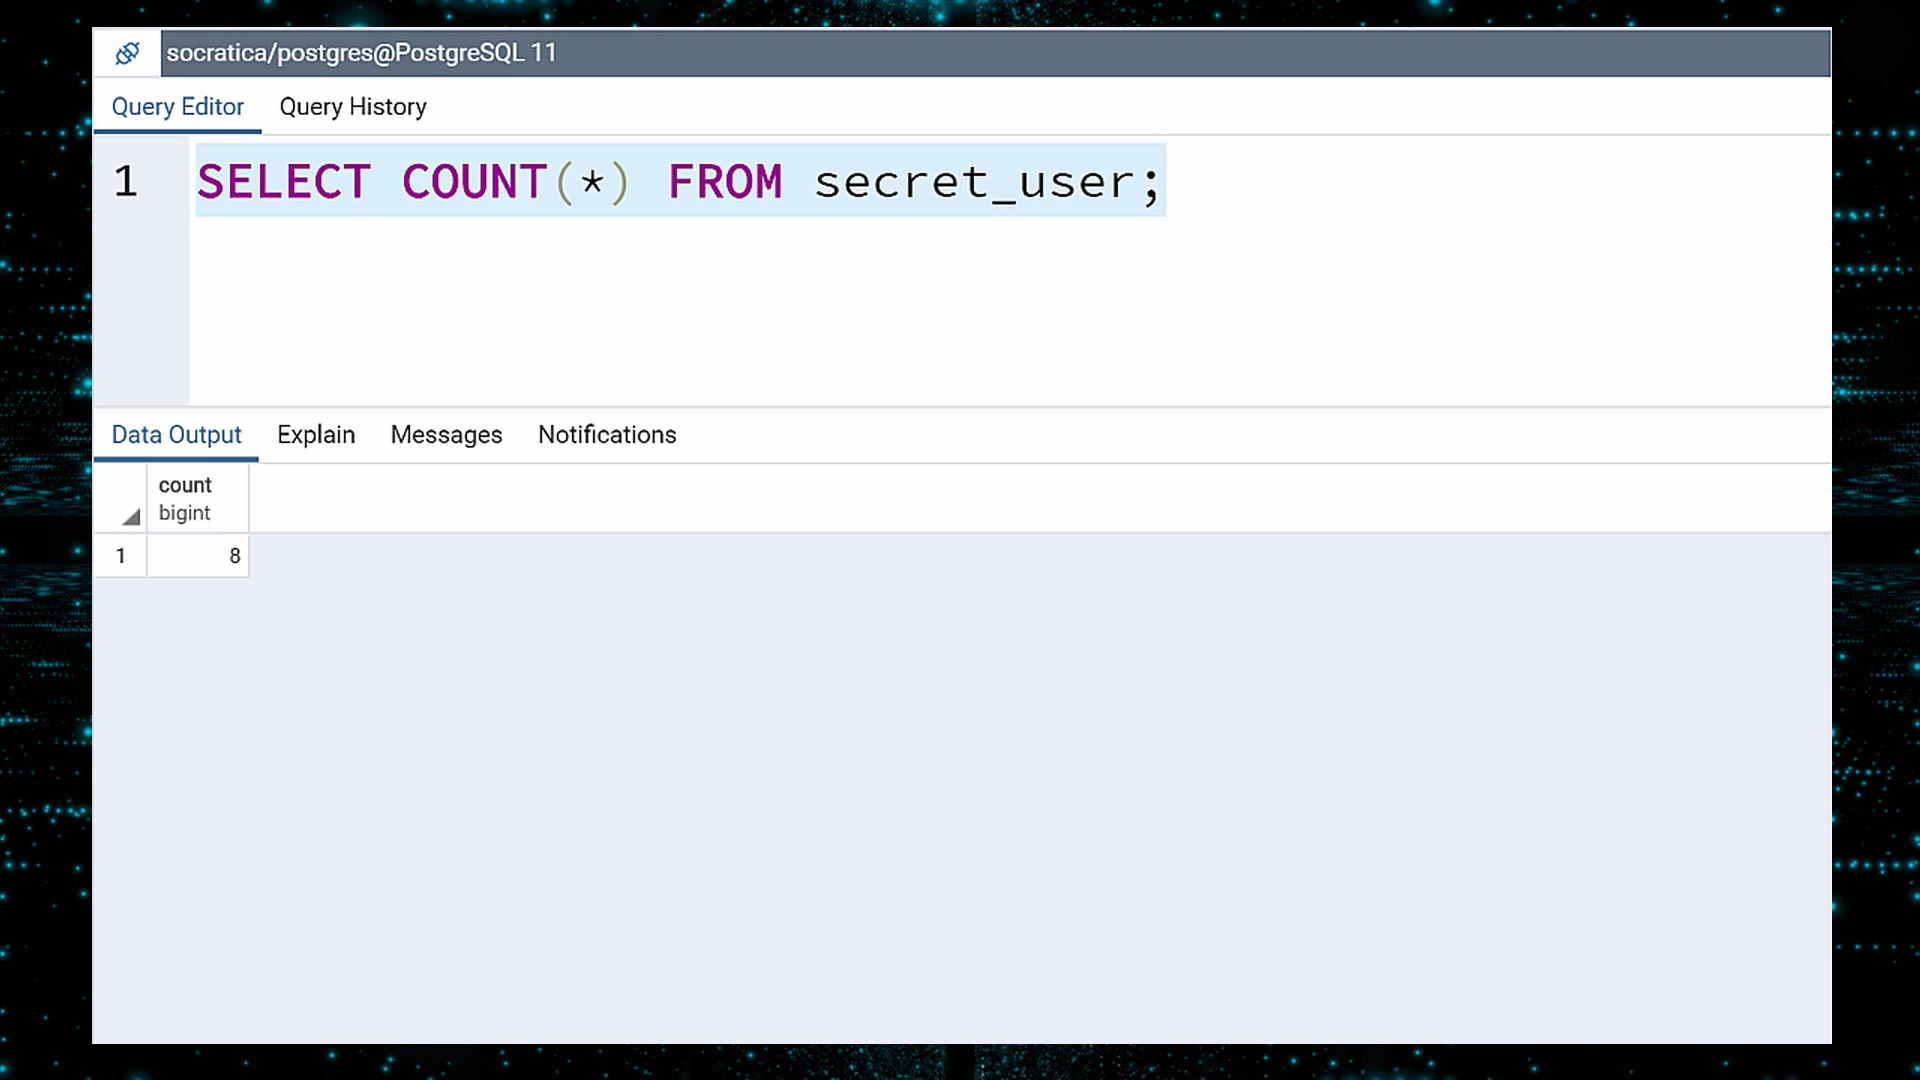 socratica/postgres@PostgreSQL 11
Query Editor Query History
1 SELECT COUNT(*) FROM secret_user;
Data Output Explain Messages Notifications
count
bigint
1 8